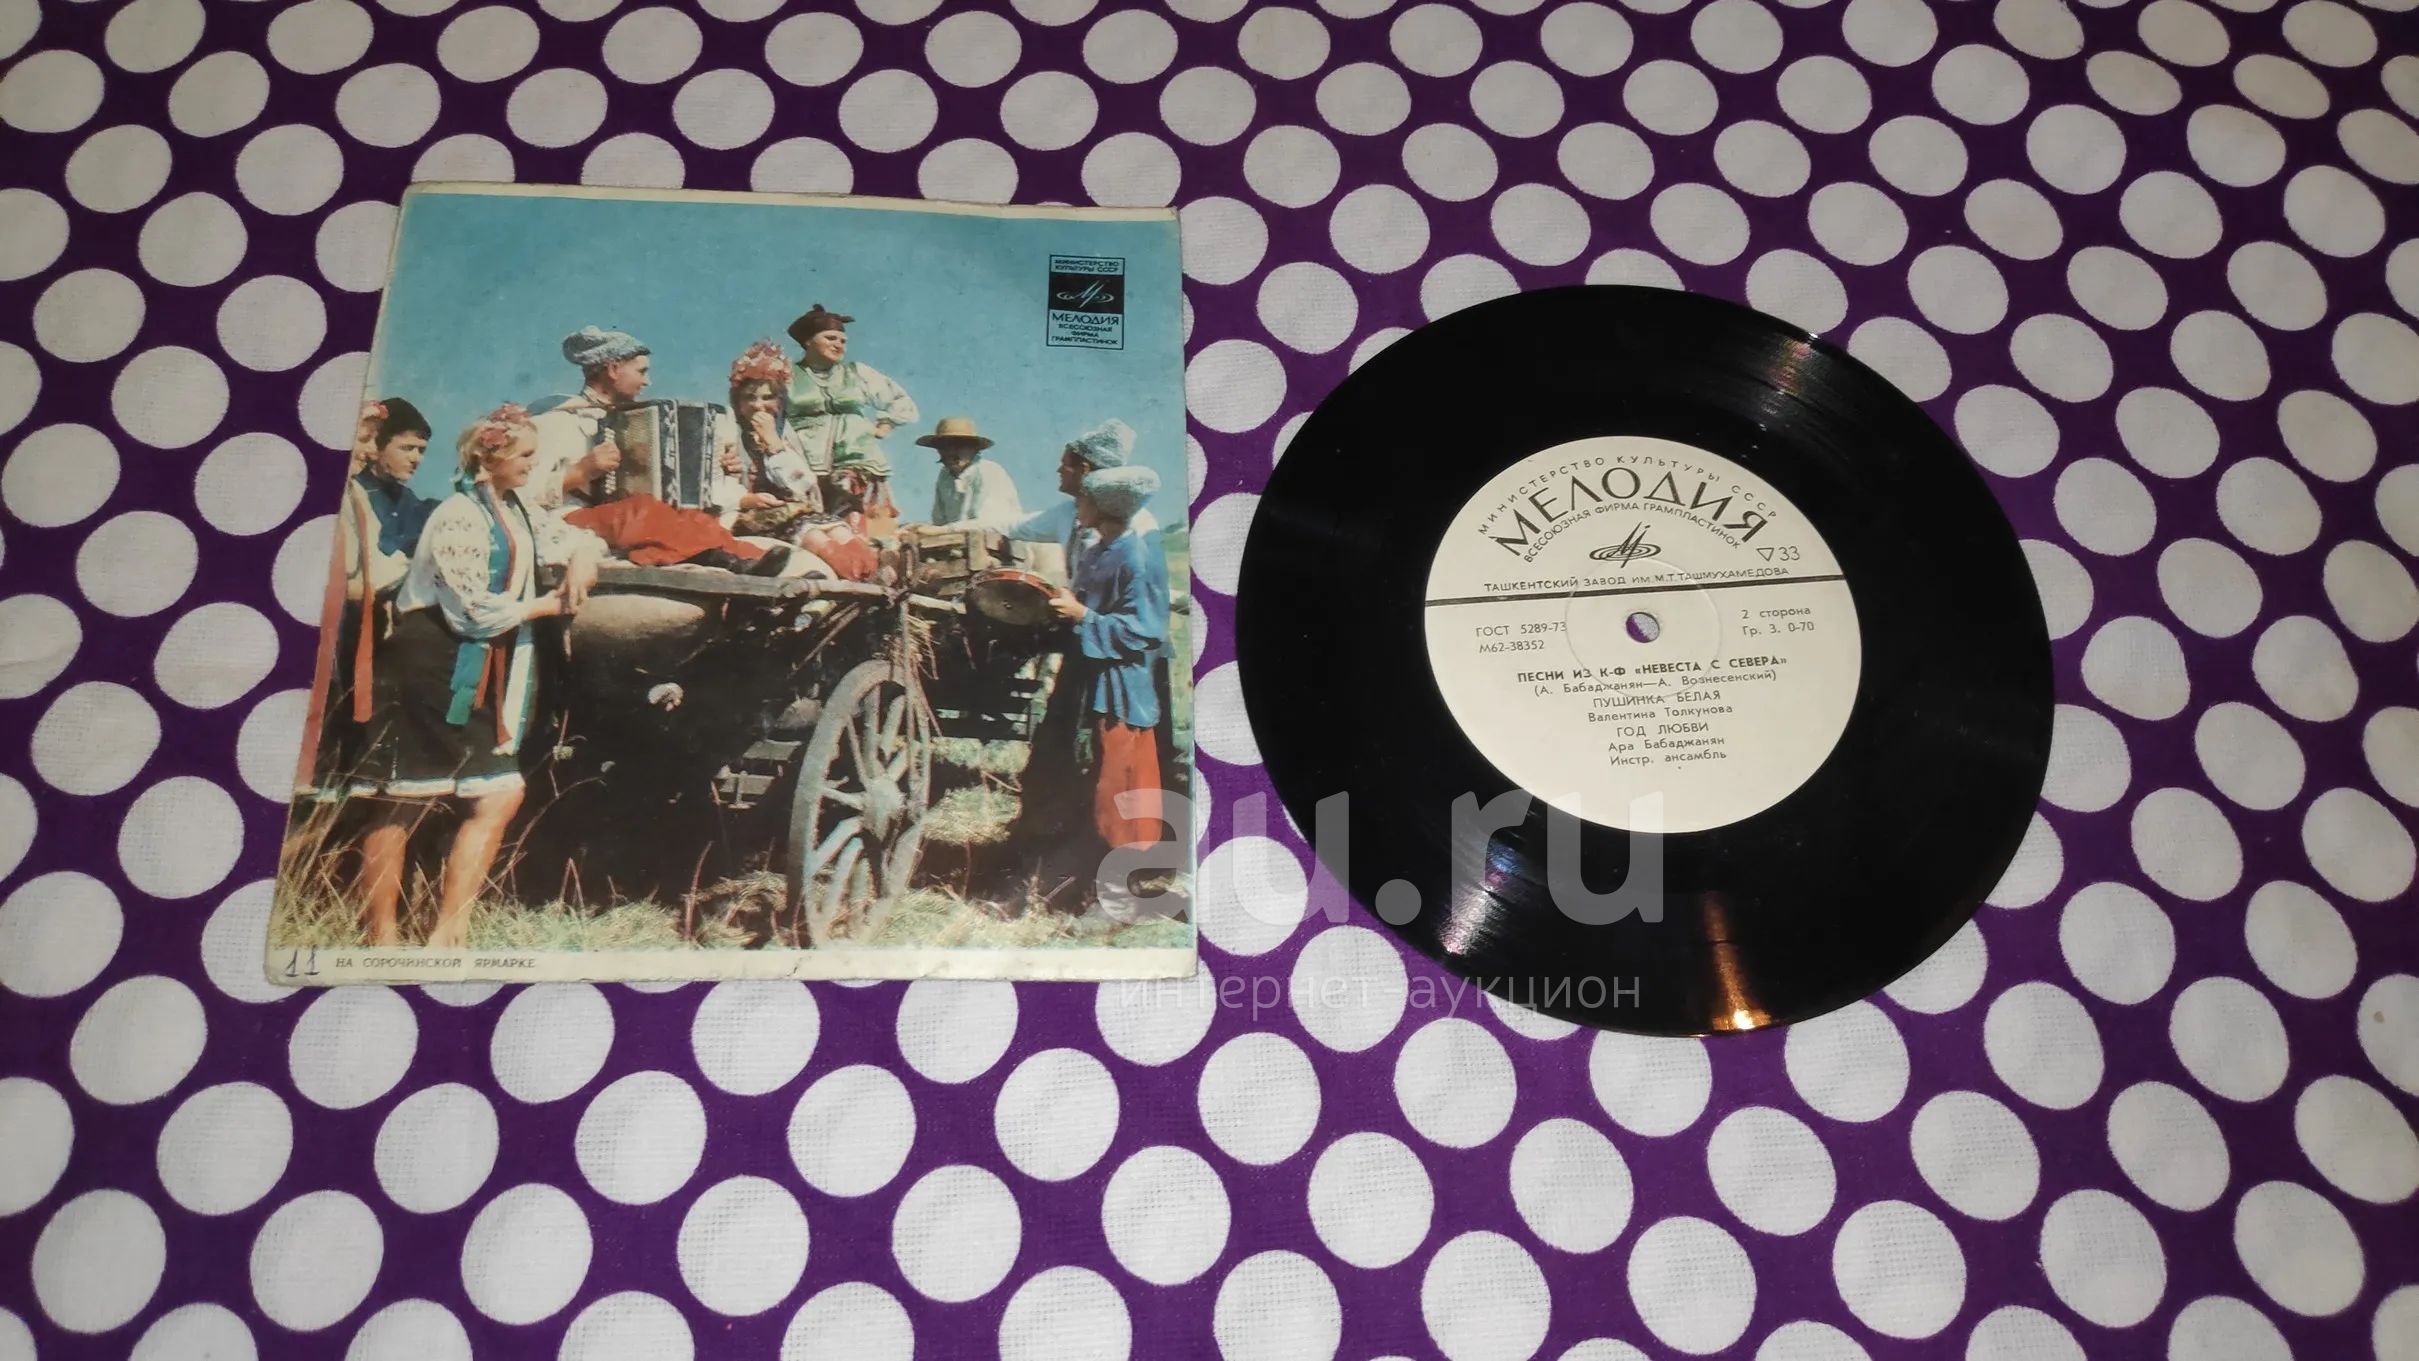 МИНИСТЕРСТВО
КУЛЬТУРЫ СССР
МЕЛОДИЯ
ВСЕСОЮЗНАЯ
ФИРМА
ГРАМПЛАСТИНОК
11 НА СОРОЧИНСКОЙ ЯРМАРКЕ
МИНИСТЕРСТВО КУЛЬТУРЫ СССР
МЕЛОДИЯ
ВСЕСОЮЗНАЯ ФИРМА ГРАМПЛАСТИНОК
▽33
ТАШКЕНТСКИЙ ЗАВОД ИМ. М.Т.ТАШМУХАМЕДОВА
ГОСТ 5289-73
М62-38352
2 сторона
Гр. 3. 0-70
ПЕСНИ ИЗ К-Ф «НЕВЕСТА С СЕВЕРА»
(А. Бабаджанян—А. Вознесенский)
ПУШИНКА БЕЛАЯ
Валентина Толкунова
ГОД ЛЮБВИ
Ара Бабаджанян
Инстр. ансамбль
au.ru
интернет-аукцион